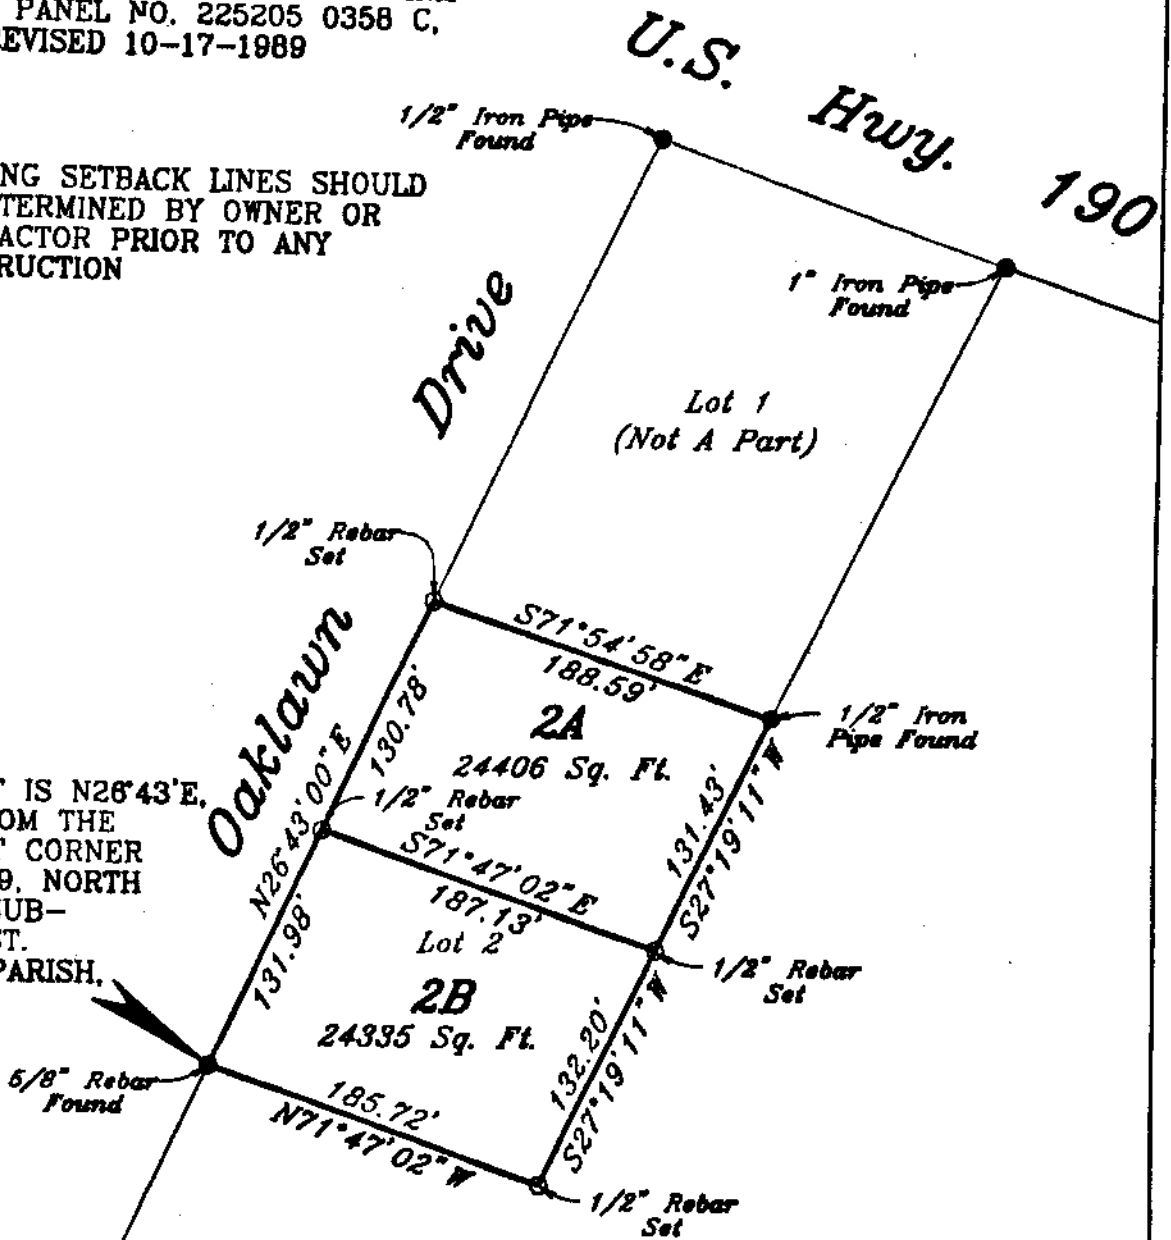 PANEL NO. 225205 0358 C,
EVISED 10-17-1989
U.S. Hwy. 190
1/2" Iron Pipe
Found
NG SETBACK LINES SHOULD
TERMINED BY OWNER OR
ACTOR PRIOR TO ANY
RUCTION
1" Iron Pipe
Found
Oaklawn Drive
Lot 1
(Not A Part)
1/2" Rebar
Set
S71°54'58"E
188.59'
130.78'
2A
24406 Sq. Ft.
1/2" Iron
Pipe Found
N26°43'00"E
131.43'
S27°19'11"W
T IS N26°43'E,
OM THE
T CORNER
9, NORTH
SUB-
ST.
PARISH,
1/2" Rebar
Set
S71°47'02"E
187.13'
Lot 2
131.98'
2B
24335 Sq. Ft.
1/2" Rebar
Set
132.20'
S27°19'11"W
5/8" Rebar
Found
185.72'
N71°47'02"W
1/2" Rebar
Set